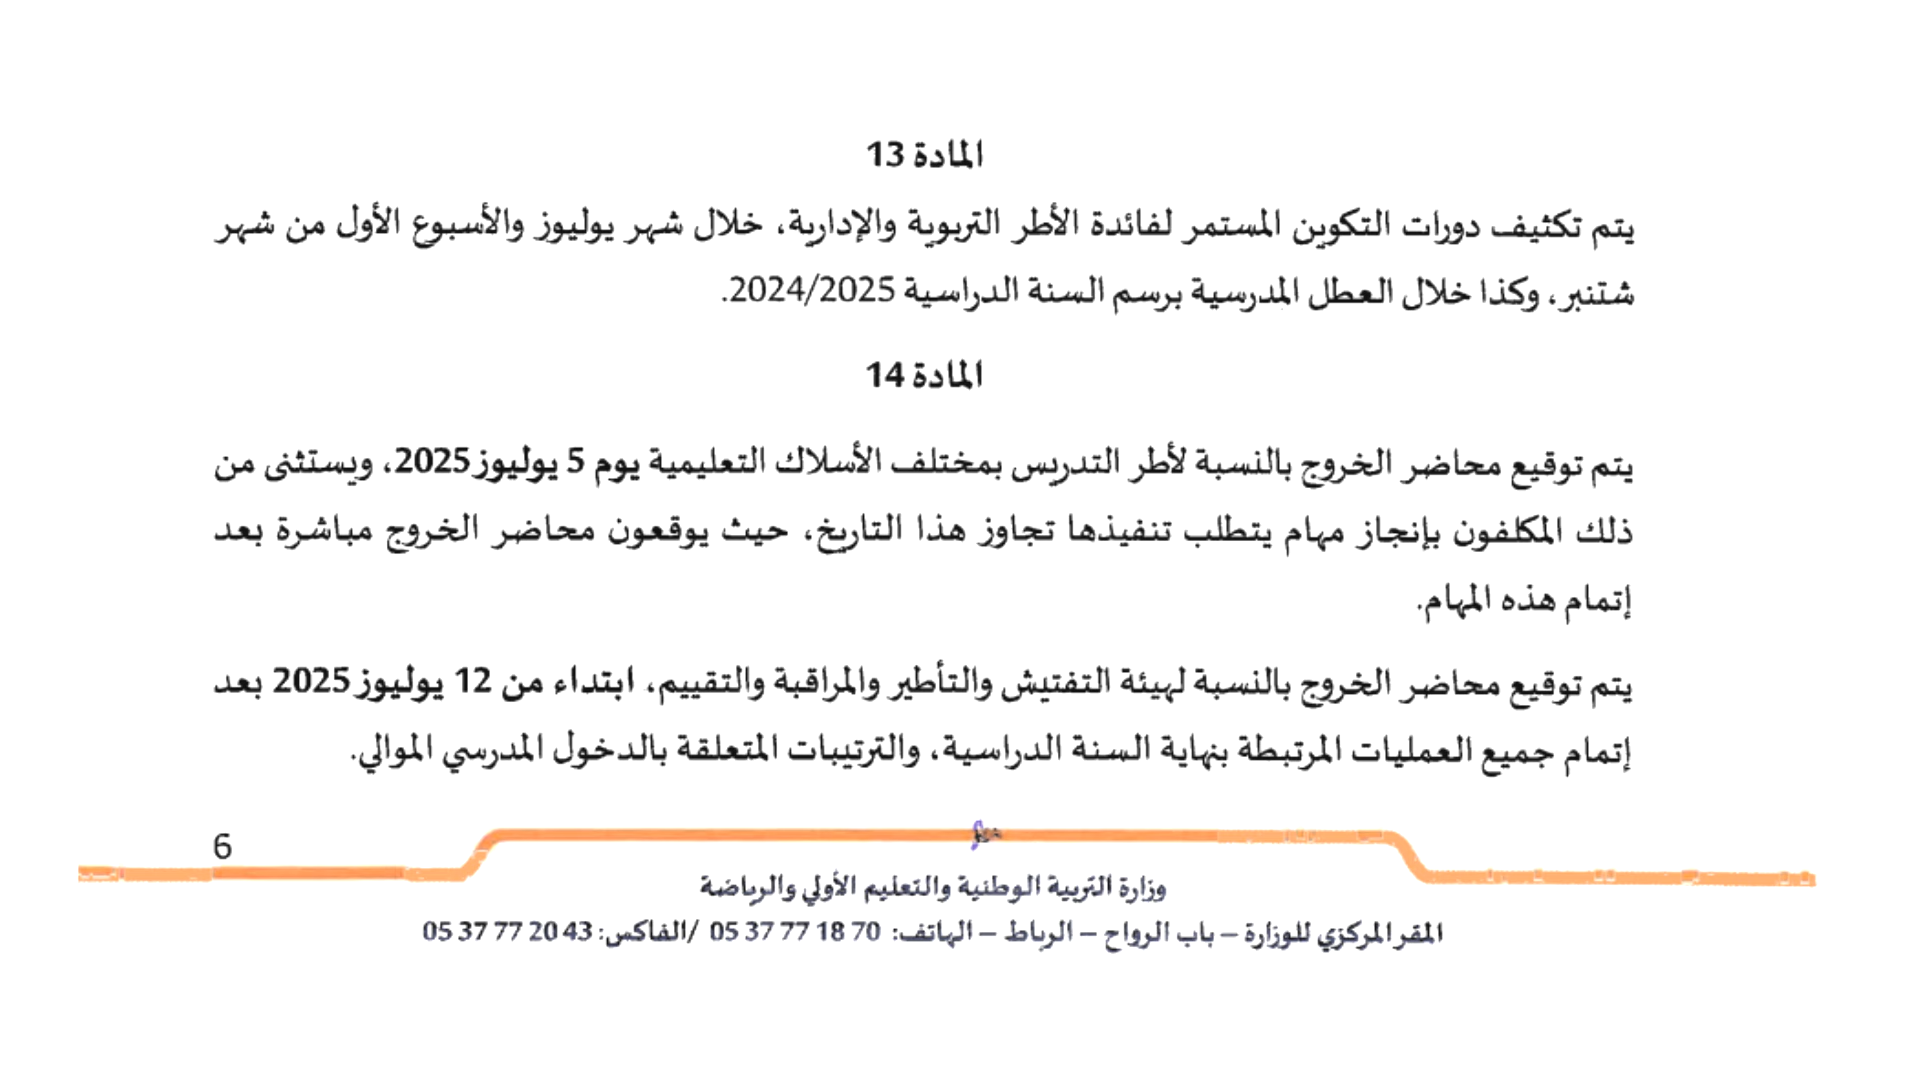 المادة 13
يتم تكثيف دورات التكوين المستمر لفائدة الأطر التربوية والإدارية، خلال شهر يوليوز والأسبوع الأول من شهر
شتنبر، وكذا خلال العطل المدرسية برسم السنة الدراسية 2024/2025.
المادة 14
يتم توقيع محاضر الخروج بالنسبة لأطر التدريس بمختلف الأسلاك التعليمية يوم 5 يوليوز 2025، ويستثنى من
ذلك المكلفون بإنجاز مهام يتطلب تنفيذها تجاوز هذا التاريخ، حيث يوقعون محاضر الخروج مباشرة بعد
إتمام هذه المهام.
يتم توقيع محاضر الخروج بالنسبة لهيئة التفتيش والتأطير والمراقبة والتقييم، ابتداء من 12 يوليوز 2025 بعد
إتمام جميع العمليات المرتبطة بنهاية السنة الدراسية، والترتيبات المتعلقة بالدخول المدرسي الموالي.
6
وزارة التربية الوطنية والتعليم الأولي والرياضة
المقر المركزي للوزارة – باب الرواح – الرباط – الهاتف: 70 18 77 37 05 /الفاكس: 43 20 77 37 05